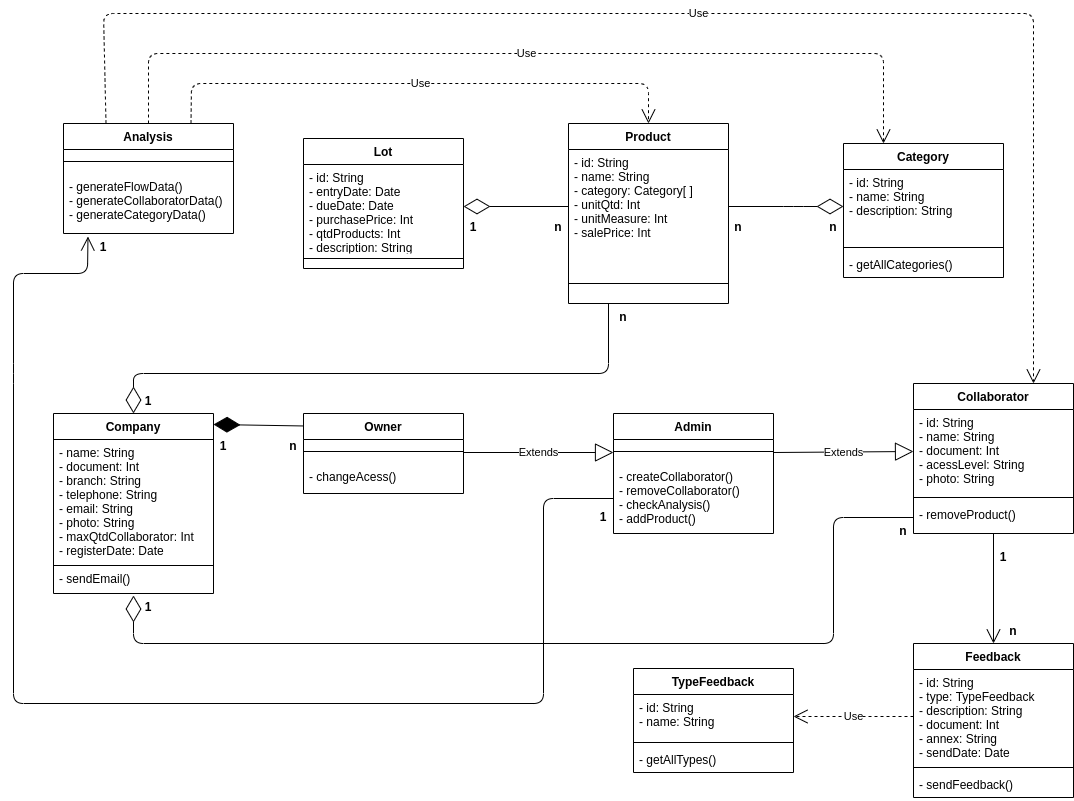 Use
Use
Use
Analysis
- generateFlowData()
- generateCollaboratorData()
- generateCategoryData()
1
Lot
- id: String
- entryDate: Date
- dueDate: Date
- purchasePrice: Int
- qtdProducts: Int
- description: String
1
n
Product
- id: String
- name: String
- category: Category[ ]
- unitQtd: Int
- unitMeasure: Int
- salePrice: Int
n
n
n
Category
- id: String
- name: String
- description: String
- getAllCategories()
1
Company
- name: String
- document: Int
- branch: String
- telephone: String
- email: String
- photo: String
- maxQtdCollaborator: Int
- registerDate: Date
- sendEmail()
1
1
n
Owner
- changeAcess()
Extends
Admin
- createCollaborator()
- removeCollaborator()
- checkAnalysis()
- addProduct()
1
Extends
Collaborator
- id: String
- name: String
- document: Int
- acessLevel: String
- photo: String
- removeProduct()
n
1
n
TypeFeedback
- id: String
- name: String
- getAllTypes()
Use
Feedback
- id: String
- type: TypeFeedback
- description: String
- document: Int
- annex: String
- sendDate: Date
- sendFeedback()